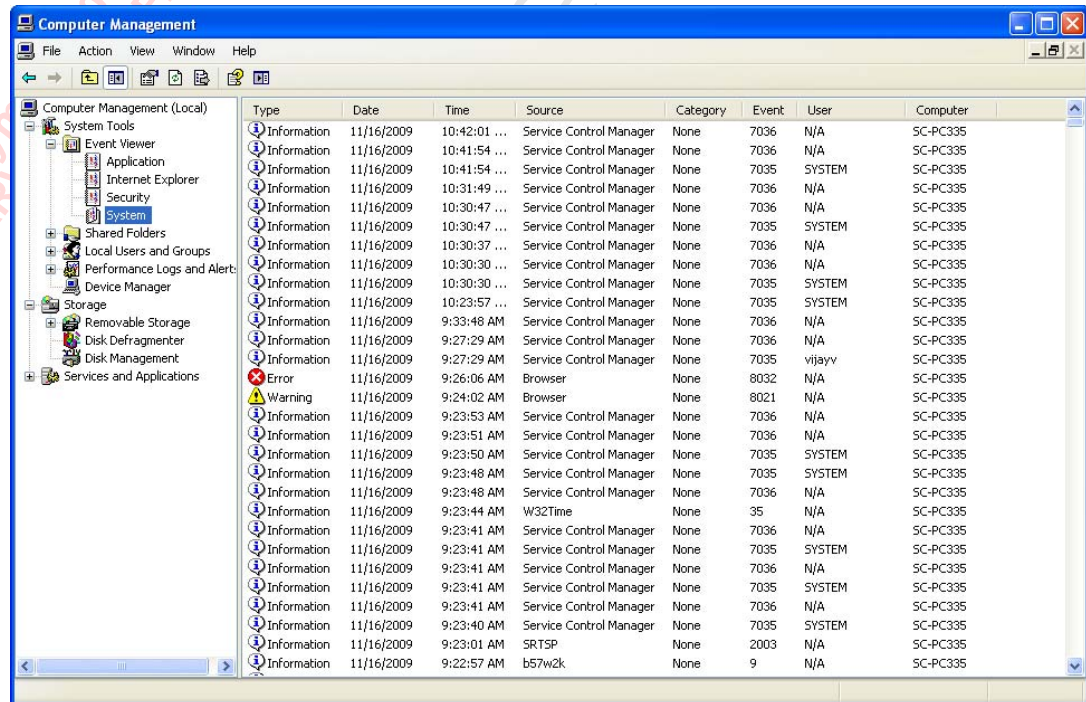 Computer Management
File Action View Window Help
Computer Management (Local)
System Tools
Event Viewer
Application
Internet Explorer
Security
System
Shared Folders
Local Users and Groups
Performance Logs and Alert:
Device Manager
Storage
Removable Storage
Disk Defragmenter
Disk Management
Services and Applications
Type Date Time Source Category Event User Computer
Information 11/16/2009 10:42:01 ... Service Control Manager None 7036 N/A SC-PC335
Information 11/16/2009 10:41:54 ... Service Control Manager None 7036 N/A SC-PC335
Information 11/16/2009 10:41:54 ... Service Control Manager None 7035 SYSTEM SC-PC335
Information 11/16/2009 10:31:49 ... Service Control Manager None 7036 N/A SC-PC335
Information 11/16/2009 10:30:47 ... Service Control Manager None 7036 N/A SC-PC335
Information 11/16/2009 10:30:47 ... Service Control Manager None 7035 SYSTEM SC-PC335
Information 11/16/2009 10:30:37 ... Service Control Manager None 7036 N/A SC-PC335
Information 11/16/2009 10:30:30 ... Service Control Manager None 7036 N/A SC-PC335
Information 11/16/2009 10:30:30 ... Service Control Manager None 7035 SYSTEM SC-PC335
Information 11/16/2009 10:23:57 ... Service Control Manager None 7035 SYSTEM SC-PC335
Information 11/16/2009 9:33:48 AM Service Control Manager None 7036 N/A SC-PC335
Information 11/16/2009 9:27:29 AM Service Control Manager None 7036 N/A SC-PC335
Information 11/16/2009 9:27:29 AM Service Control Manager None 7035 vijayv SC-PC335
Error 11/16/2009 9:26:06 AM Browser None 8032 N/A SC-PC335
Warning 11/16/2009 9:24:02 AM Browser None 8021 N/A SC-PC335
Information 11/16/2009 9:23:53 AM Service Control Manager None 7036 N/A SC-PC335
Information 11/16/2009 9:23:51 AM Service Control Manager None 7036 N/A SC-PC335
Information 11/16/2009 9:23:50 AM Service Control Manager None 7035 SYSTEM SC-PC335
Information 11/16/2009 9:23:48 AM Service Control Manager None 7035 SYSTEM SC-PC335
Information 11/16/2009 9:23:48 AM Service Control Manager None 7036 N/A SC-PC335
Information 11/16/2009 9:23:44 AM W32Time None 35 N/A SC-PC335
Information 11/16/2009 9:23:41 AM Service Control Manager None 7036 N/A SC-PC335
Information 11/16/2009 9:23:41 AM Service Control Manager None 7035 SYSTEM SC-PC335
Information 11/16/2009 9:23:41 AM Service Control Manager None 7036 N/A SC-PC335
Information 11/16/2009 9:23:41 AM Service Control Manager None 7035 SYSTEM SC-PC335
Information 11/16/2009 9:23:41 AM Service Control Manager None 7036 N/A SC-PC335
Information 11/16/2009 9:23:40 AM Service Control Manager None 7035 SYSTEM SC-PC335
Information 11/16/2009 9:23:01 AM SRTSP None 2003 N/A SC-PC335
Information 11/16/2009 9:22:57 AM b57w2k None 9 N/A SC-PC335